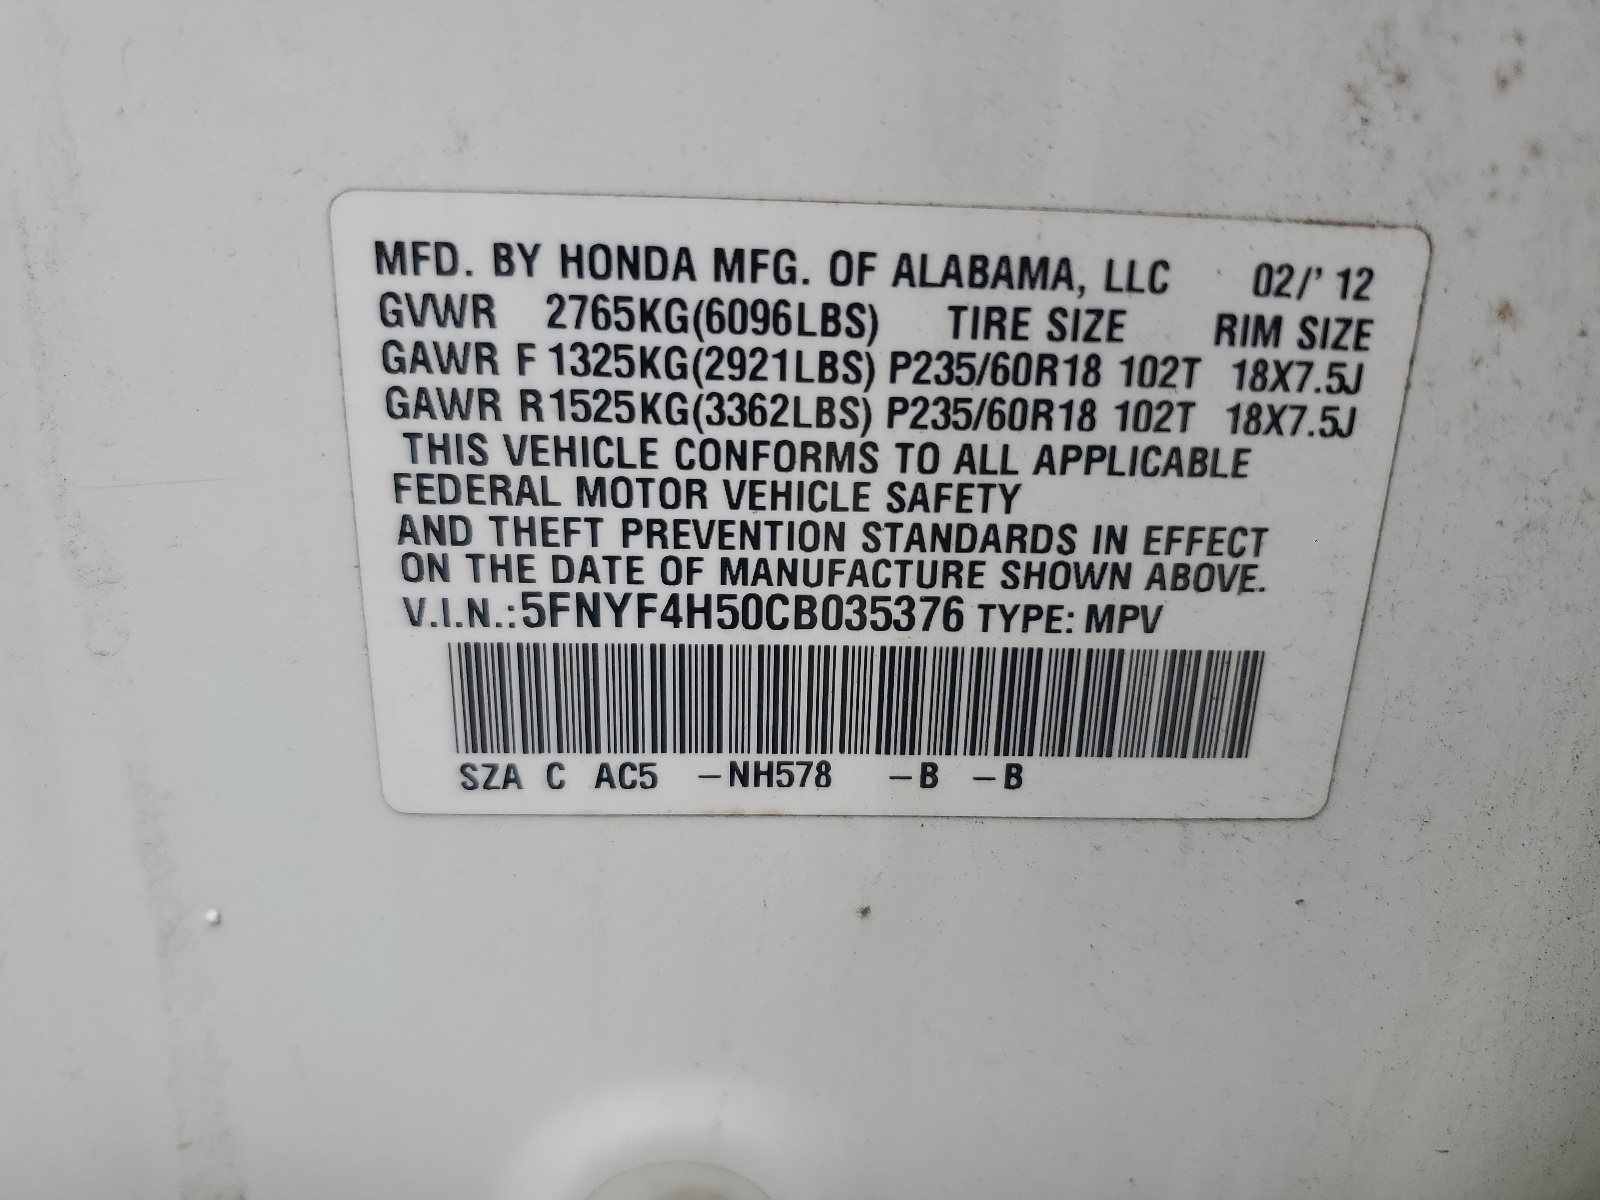 MFD. BY HONDA MFG. OF ALABAMA, LLC 02/' 12
GVWR 2765KG(6096LBS) TIRE SIZE RIM SIZE
GAWR F 1325KG(2921LBS) P235/60R18 102T 18X7.5J
GAWR R 1525KG(3362LBS) P235/60R18 102T 18X7.5J
THIS VEHICLE CONFORMS TO ALL APPLICABLE
FEDERAL MOTOR VEHICLE SAFETY
AND THEFT PREVENTION STANDARDS IN EFFECT
ON THE DATE OF MANUFACTURE SHOWN ABOVE.
V.I.N.:5FNYF4H50CB035376 TYPE: MPV
SZA C AC5 –NH578 –B –B